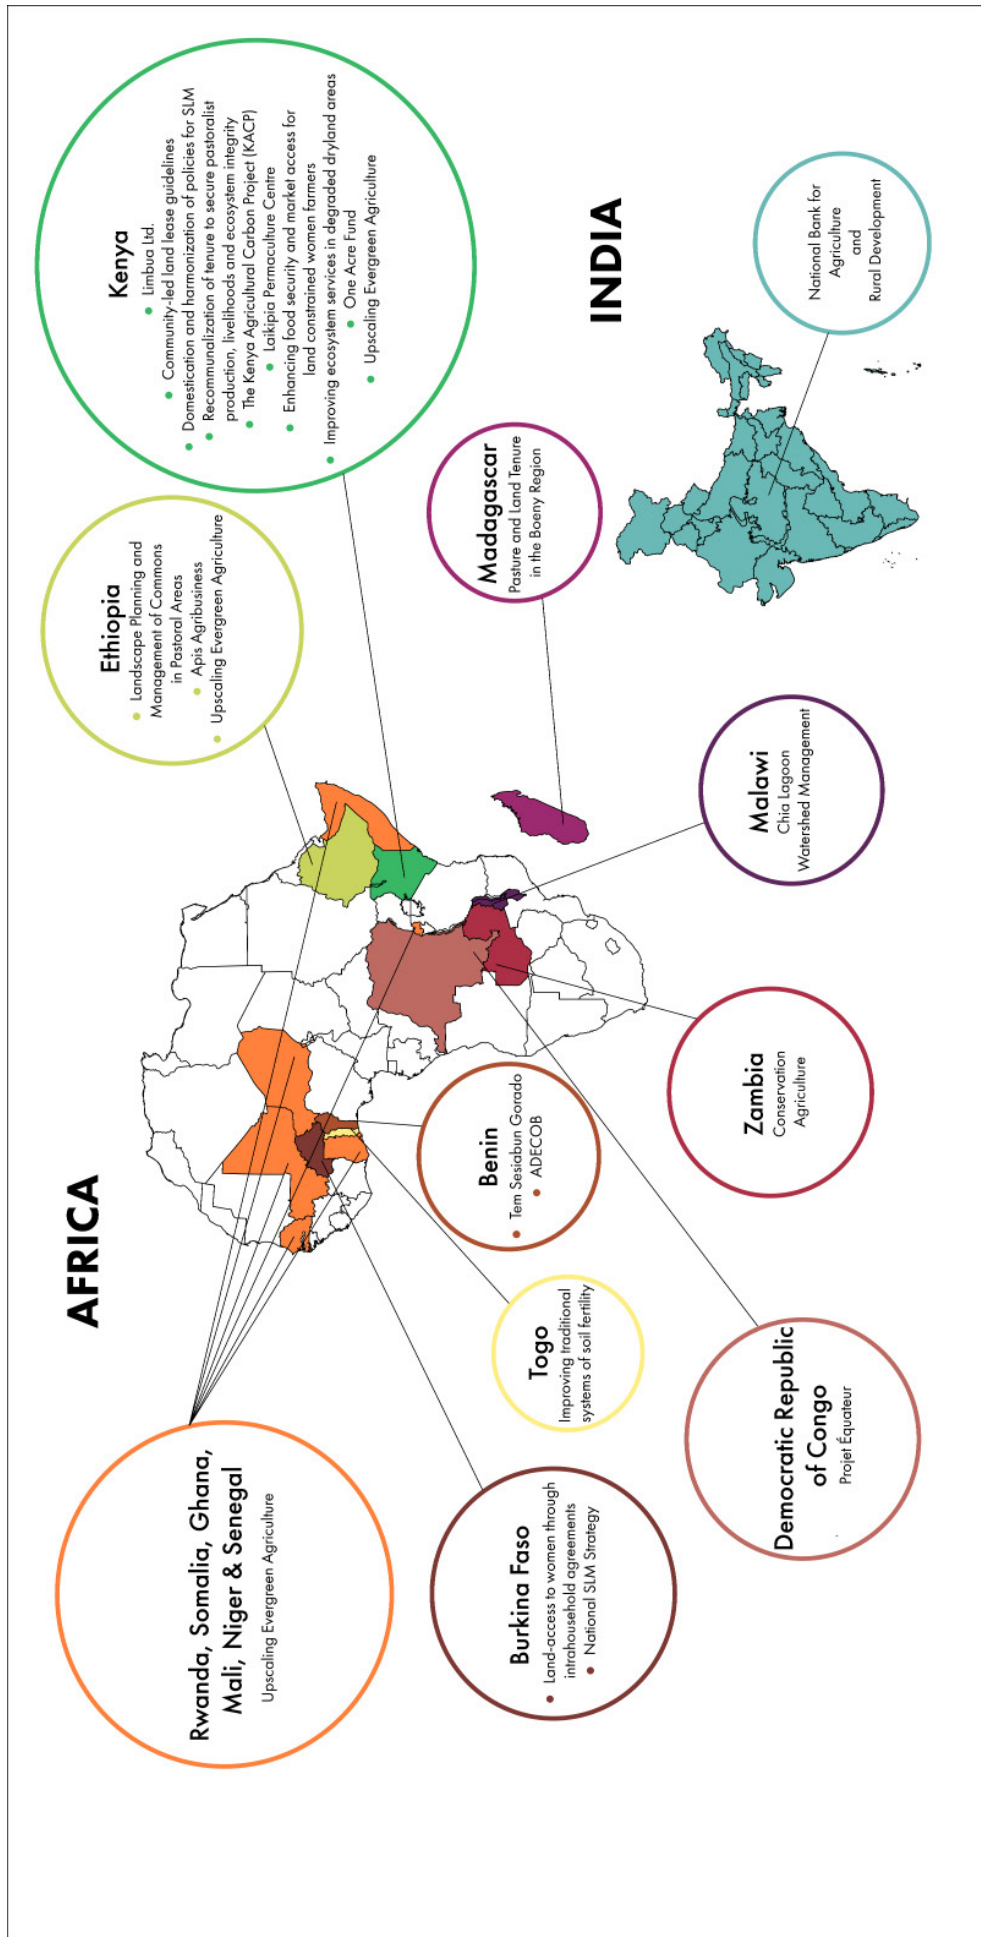 AFRICA
Rwanda, Somalia, Ghana,
Mali, Niger & Senegal
Upscaling Evergreen Agriculture
Ethiopia
• Landscape Planning and
Management of Commons
in Pastoral Areas
• Apis Agribusiness
• Upscaling Evergreen Agriculture
Kenya
• Limbua Ltd.
• Community-led land lease guidelines
• Domestication and harmonization of policies for SLM
• Recommunalization of tenure to secure pastoralist
production, livelihoods and ecosystem integrity
• The Kenya Agricultural Carbon Project (KACP)
• Laikipia Permaculture Centre
• Enhancing food security and market access for
land constrained women farmers
• Improving ecosystem services in degraded dryland areas
• One Acre Fund
• Upscaling Evergreen Agriculture
Burkina Faso
• Land-access to women through
intrahousehold agreements
• National SLM Strategy
Togo
Improving traditional
systems of soil fertility
Benin
• Tem Sesiabun Gorado
• ADECOB
Madagascar
Pasture and Land Tenure
in the Boeny Region
INDIA
Democratic Republic
of Congo
Projet Équateur
Zambia
Conservation
Agriculture
Malawi
Chia Lagoon
Watershed Management
National Bank for
Agriculture
and
Rural Development